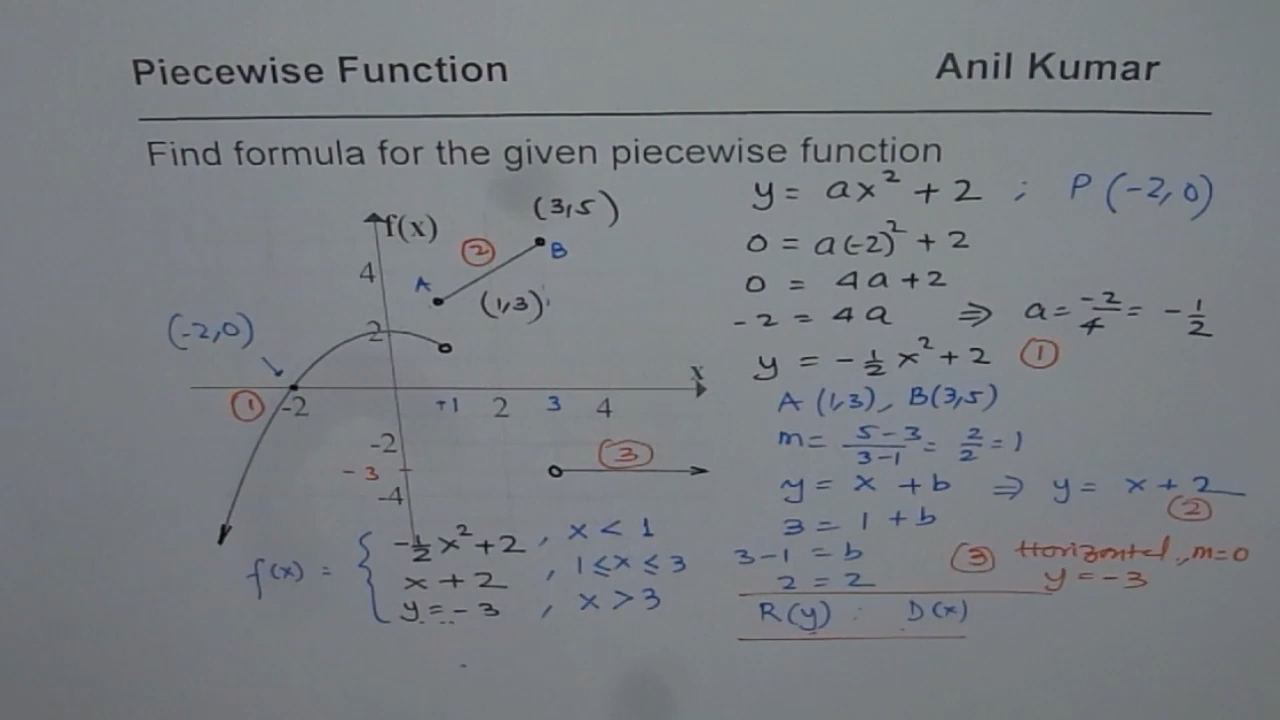 Piecewise Function Anil Kumar
Find formula for the given piecewise function
f(x)
(3,5)
② B
4
A
(1,3)
(-2,0)
2
x
① -2 +1 2 3 4
-2
-3 ③
-4
f(x) = { -1/2 x² + 2 , x < 1
x + 2 , 1 ≤ x ≤ 3
y = -3 , x > 3
y = ax² + 2 ; P (-2, 0)
0 = a(-2)² + 2
0 = 4a + 2
-2 = 4a ⇒ a = -2/4 = -1/2
y = -1/2 x² + 2 ①
A (1,3), B(3,5)
m = 5-3/3-1 = 2/2 = 1
y = x + b ⇒ y = x + 2
②
3 = 1 + b
3-1 = b ③ Horizontal, m=0
2 = 2 y = -3
R(y) : D(x)